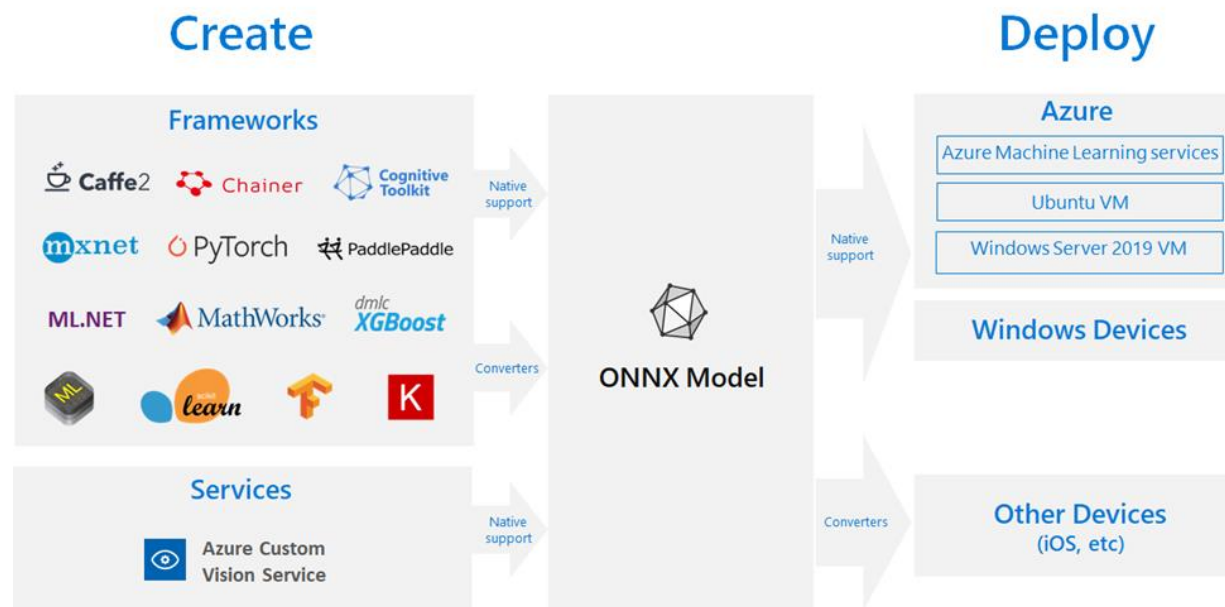 Create
Deploy
Frameworks
Caffe2
Chainer
Cognitive
Toolkit
mxnet
PyTorch
PaddlePaddle
ML.NET
MathWorks®
dmlc
XGBoost
ML
scikit
learn
K
Services
Azure Custom
Vision Service
Native
support
Converters
Native
support
ONNX Model
Native
support
Converters
Azure
Azure Machine Learning services
Ubuntu VM
Windows Server 2019 VM
Windows Devices
Other Devices
(iOS, etc)